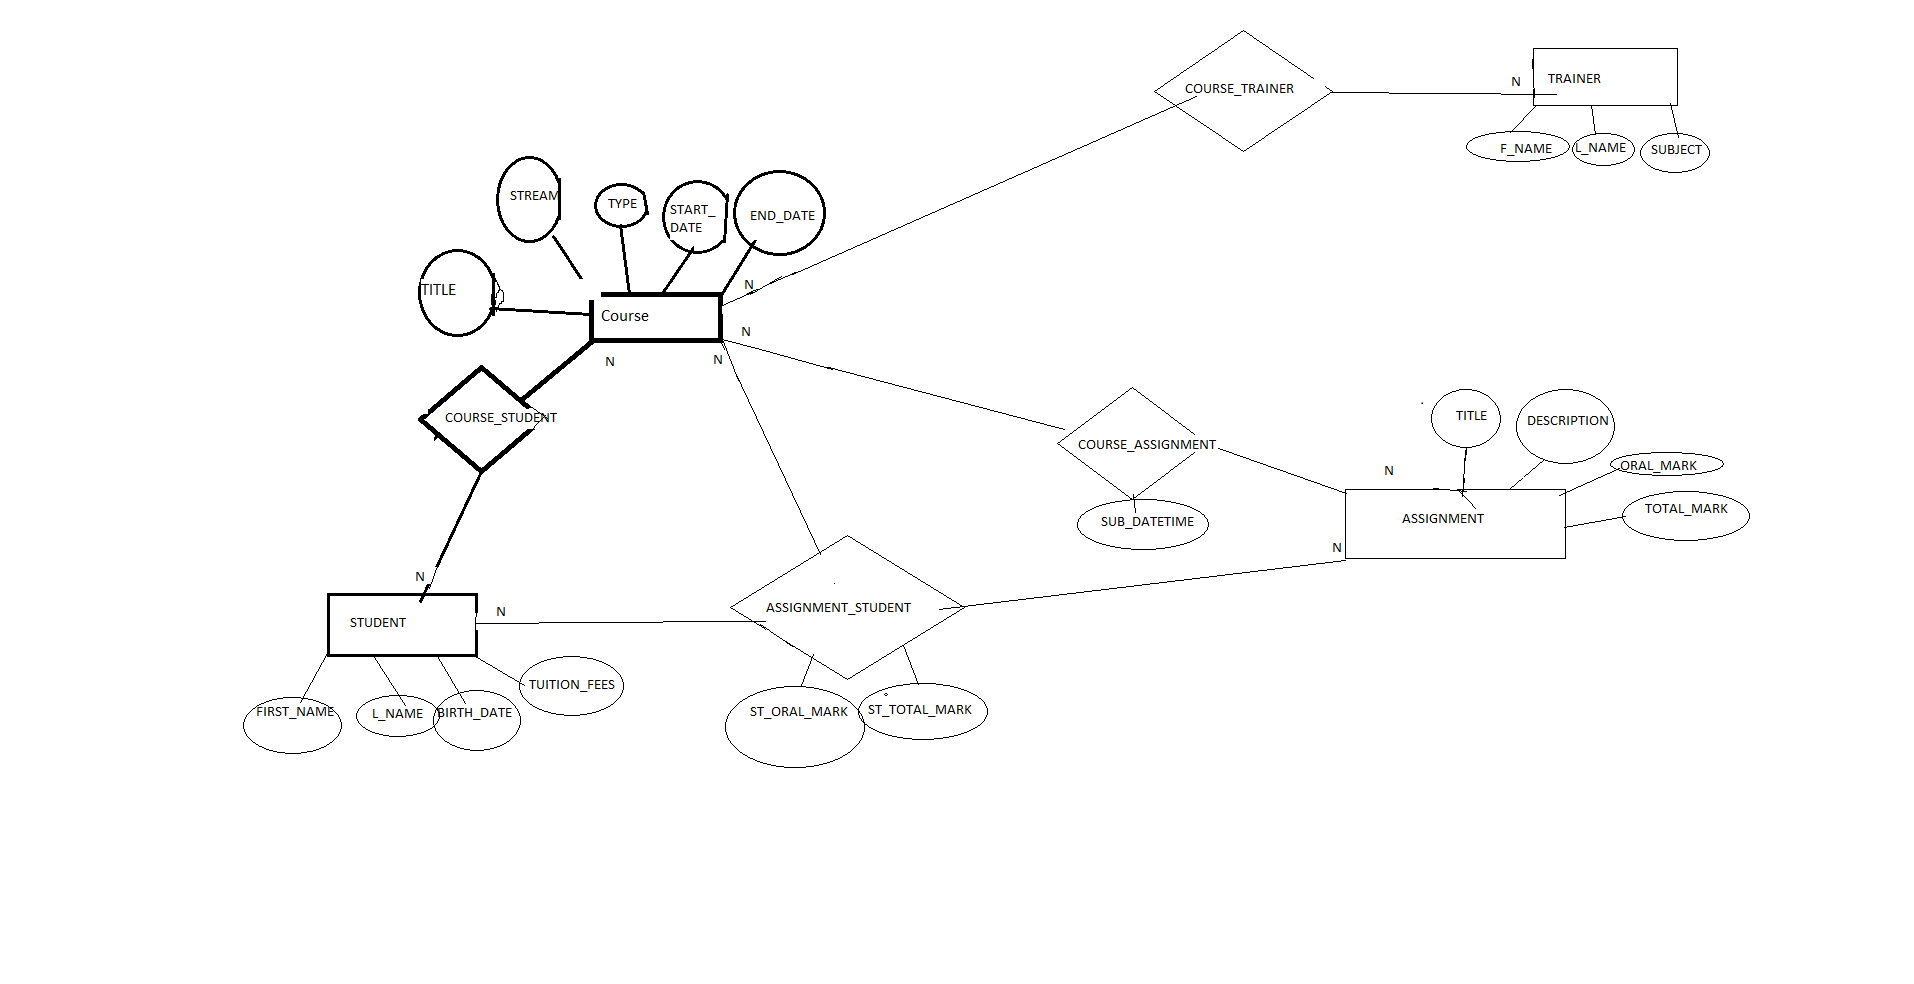 COURSE_TRAINER
N
TRAINER
F_NAME
L_NAME
SUBJECT
STREAM
TYPE
START_
DATE
END_DATE
TITLE
N
Course
N
N
N
COURSE_STUDENT
COURSE_ASSIGNMENT
SUB_DATETIME
N
TITLE
DESCRIPTION
ORAL_MARK
TOTAL_MARK
ASSIGNMENT
N
N
STUDENT
N
ASSIGNMENT_STUDENT
FIRST_NAME
L_NAME
BIRTH_DATE
TUITION_FEES
ST_ORAL_MARK
ST_TOTAL_MARK